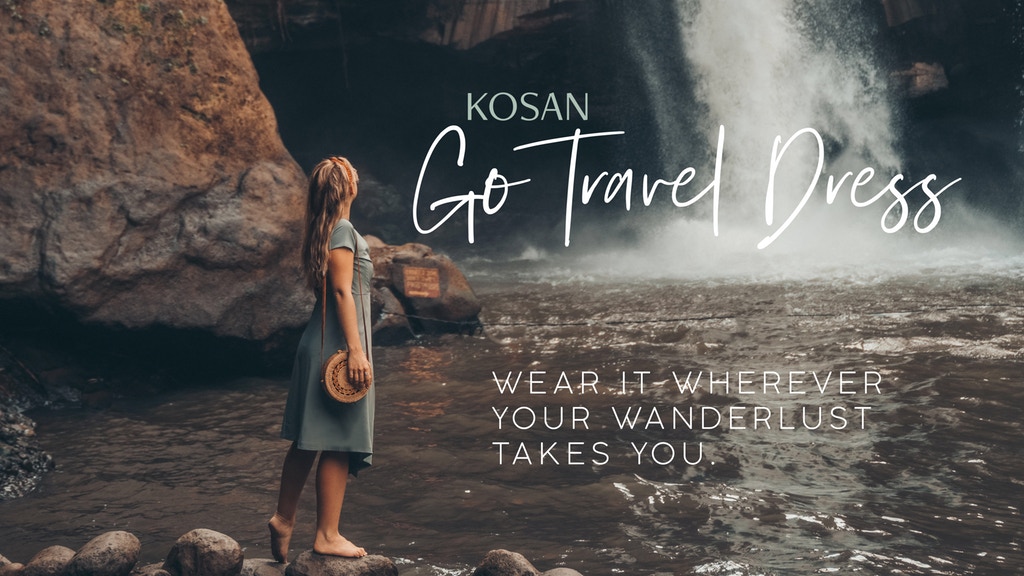 KOSAN
Go Travel Dress
WEAR IT WHEREVER
YOUR WANDERLUST
TAKES YOU.